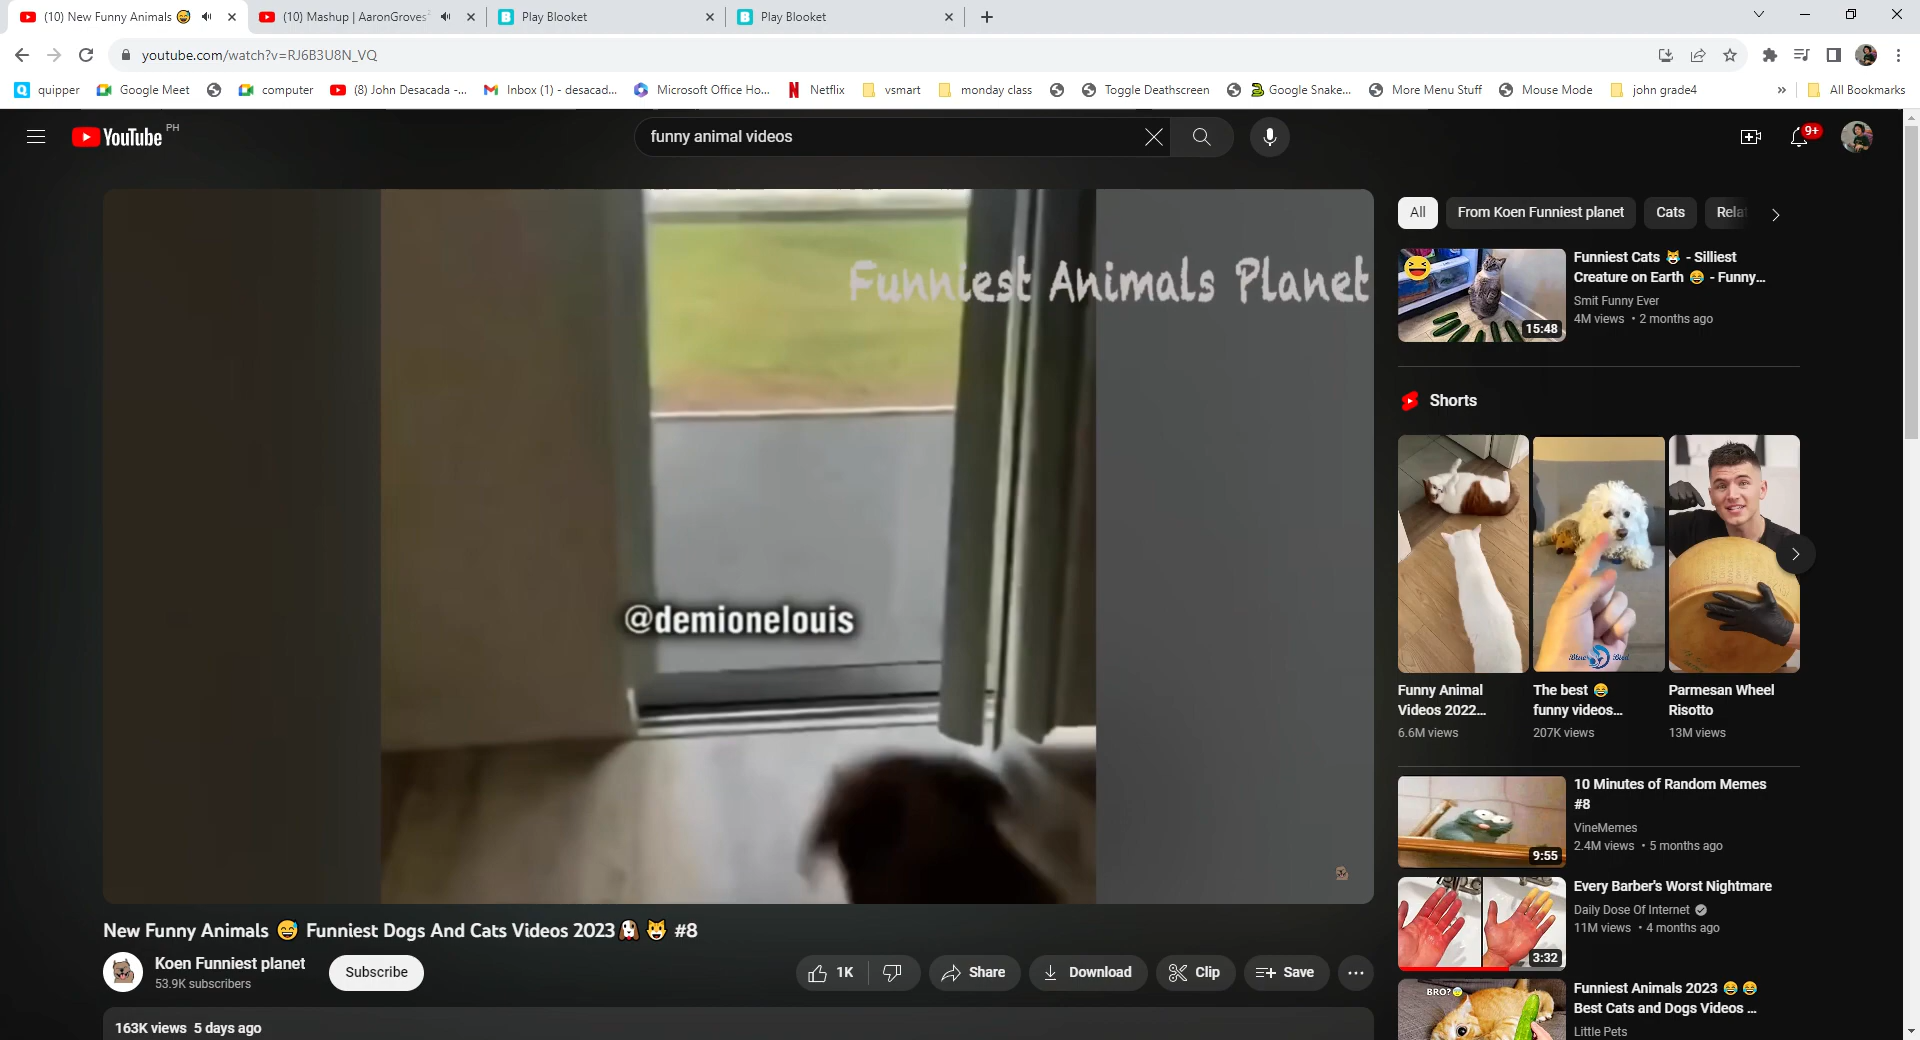 (10) New Funny Animals 😅
(10) Mashup | AaronGroves
Play Blooket
Play Blooket
youtube.com/watch?v=RJ6B3U8N_VQ
quipper
Google Meet
computer
(8) John Desacada -...
Inbox (1) - desacad...
Microsoft Office Ho...
Netflix
vsmart
monday class
Toggle Deathscreen
Google Snake...
More Menu Stuff
Mouse Mode
john grade4
»
All Bookmarks
YouTube PH
funny animal videos
9+
Funniest Animals Planet
@demionelouis
New Funny Animals 😅 Funniest Dogs And Cats Videos 2023🐶 😺 #8
Koen Funniest planet
53.9K subscribers
Subscribe
1K
Share
Download
Clip
Save
163K views 5 days ago
All
From Koen Funniest planet
Cats
Relat
15:48
Funniest Cats 😹 - Silliest
Creature on Earth 😂 - Funny...
Smit Funny Ever
4M views • 2 months ago
Shorts
Blue Bird
Funny Animal
Videos 2022...
6.6M views
The best 😂
funny videos...
207K views
Parmesan Wheel
Risotto
13M views
9:55
10 Minutes of Random Memes
#8
VineMemes
2.4M views • 5 months ago
3:32
Every Barber's Worst Nightmare
Daily Dose Of Internet
11M views • 4 months ago
BRO?
Funniest Animals 2023 😂 😂
Best Cats and Dogs Videos ...
Little Pets